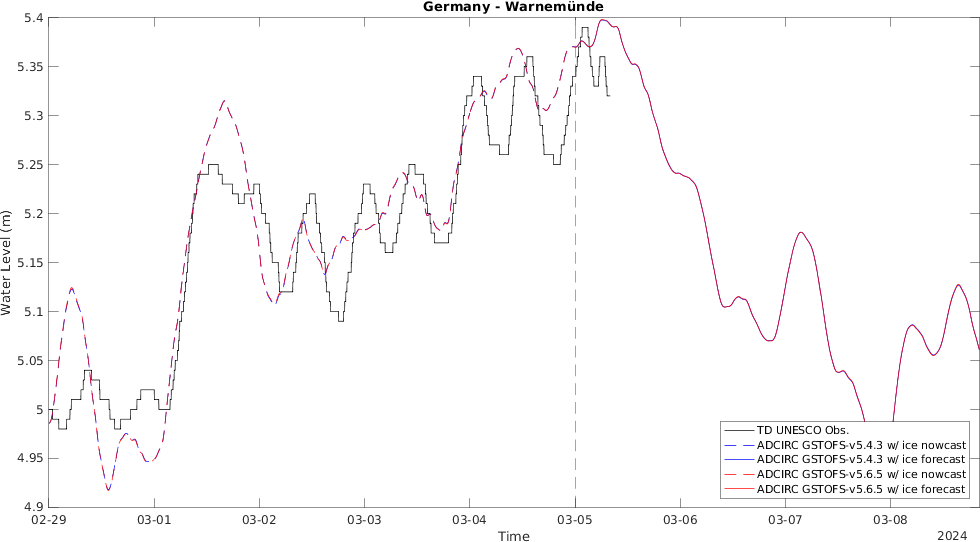 Germany - Warnemünde
5.4
5.35
5.3
5.25
5.2
5.15
5.1
5.05
5
4.95
4.9
Water Level (m)
02-29 03-01 03-02 03-03 03-04 03-05 03-06 03-07 03-08
Time
2024
TD UNESCO Obs.
ADCIRC GSTOFS-v5.4.3 w/ ice nowcast
ADCIRC GSTOFS-v5.4.3 w/ ice forecast
ADCIRC GSTOFS-v5.6.5 w/ ice nowcast
ADCIRC GSTOFS-v5.6.5 w/ ice forecast